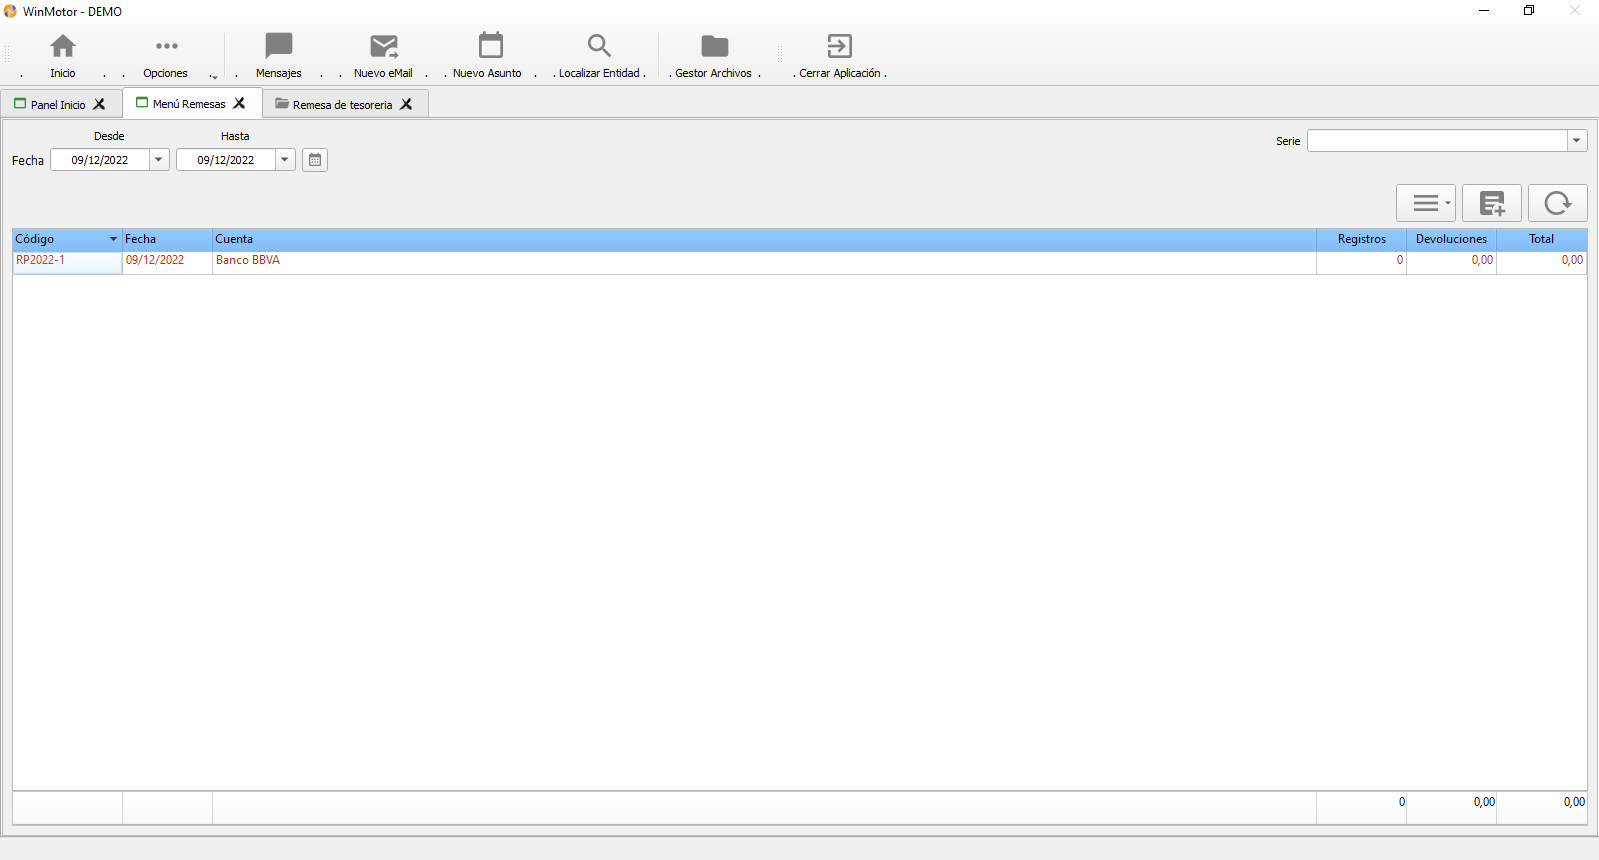 WinMotor - DEMO
. Inicio . . Opciones . . Mensajes . . Nuevo eMail . . Nuevo Asunto . . Localizar Entidad . . Gestor Archivos . . Cerrar Aplicación .
Panel Inicio Menú Remesas Remesa de tesoreria
Desde Hasta
Serie
Fecha 09/12/2022 09/12/2022
Código Fecha Cuenta Registros Devoluciones Total
RP2022-1 09/12/2022 Banco BBVA 0 0,00 0,00
0 0,00 0,00